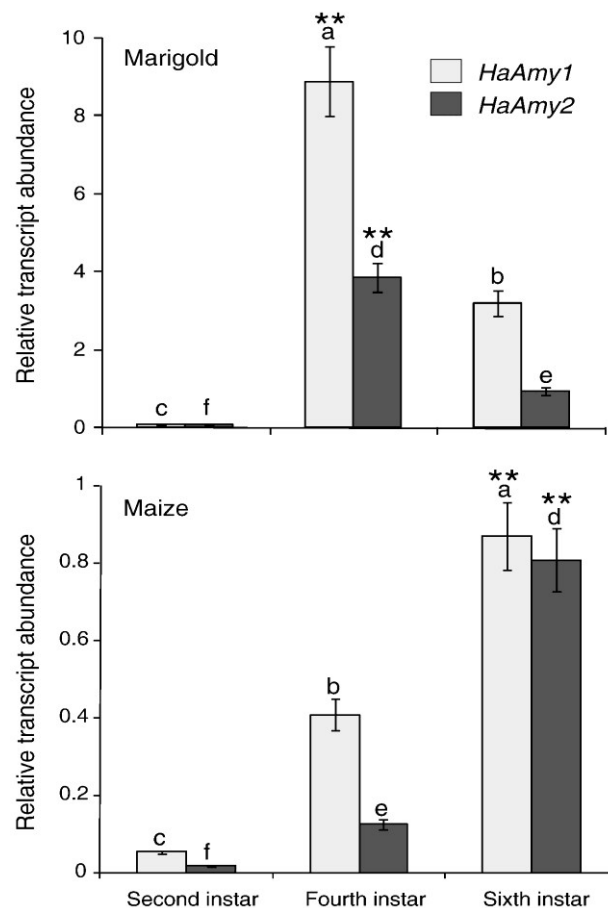 Relative transcript abundance
10
8
6
4
2
0
Marigold
HaAmy1
HaAmy2
c
f
**
a
**
d
b
e
Relative transcript abundance
1
0.8
0.6
0.4
0.2
0
Maize
c
f
b
e
**
a
**
d
Second instar
Fourth instar
Sixth instar